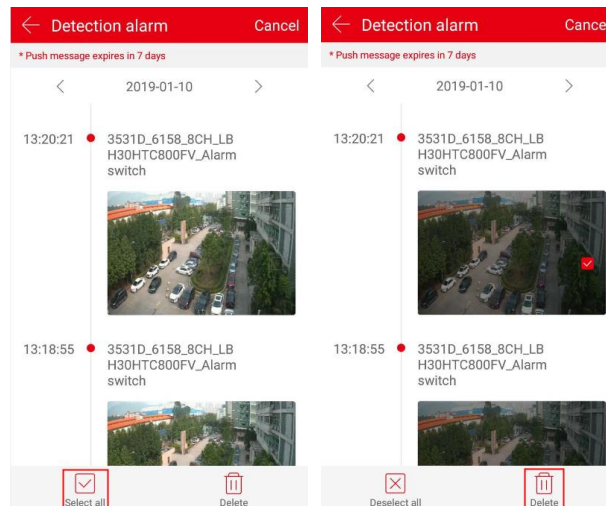 Detection alarm Cancel
* Push message expires in 7 days
2019-01-10
13:20:21 3531D_6158_8CH_LB
H30HTC800FV_Alarm
switch
13:18:55 3531D_6158_8CH_LB
H30HTC800FV_Alarm
switch
Select all Delete
Detection alarm Cance
* Push message expires in 7 days
2019-01-10
13:20:21 3531D_6158_8CH_LB
H30HTC800FV_Alarm
switch
13:18:55 3531D_6158_8CH_LB
H30HTC800FV_Alarm
switch
Deselect all Delete